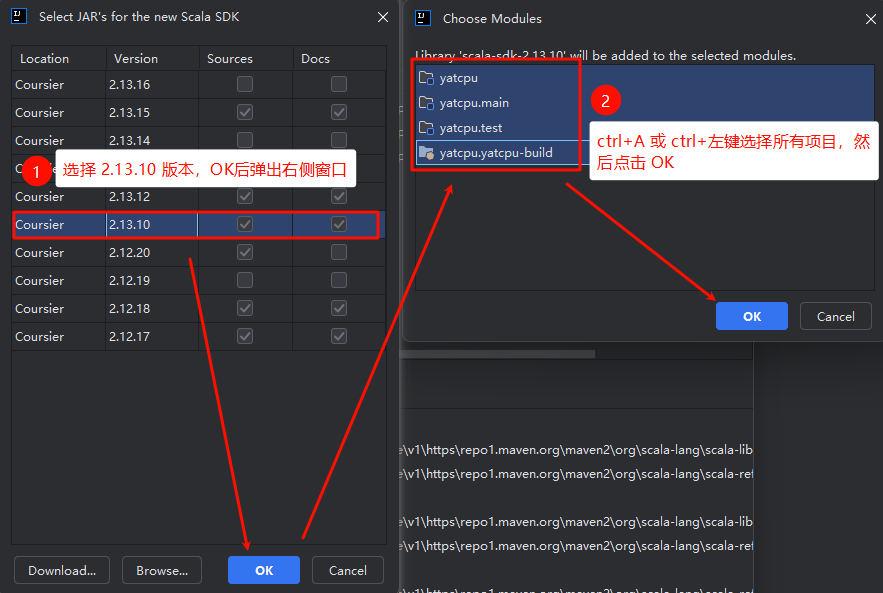 Select JAR's for the new Scala SDK
Location Version Sources Docs
Coursier 2.13.16
Coursier 2.13.15
Coursier 2.13.14
1 选择 2.13.10 版本，OK后弹出右侧窗口
Coursier 2.13.12
Coursier 2.13.10
Coursier 2.12.20
Coursier 2.12.19
Coursier 2.12.18
Coursier 2.12.17
Download... Browse... OK Cancel
Choose Modules
Library 'scala-sdk-2.13.10' will be added to the selected modules.
yatcpu
yatcpu.main
yatcpu.test
yatcpu.yatcpu-build
2
ctrl+A 或 ctrl+左键选择所有项目，然
后点击 OK
OK Cancel
e\v1\https\repo1.maven.org\maven2\org\scala-lang\scala-lib
e\v1\https\repo1.maven.org\maven2\org\scala-lang\scala-ref
e\v1\https\repo1.maven.org\maven2\org\scala-lang\scala-lib
e\v1\https\repo1.maven.org\maven2\org\scala-lang\scala-ref